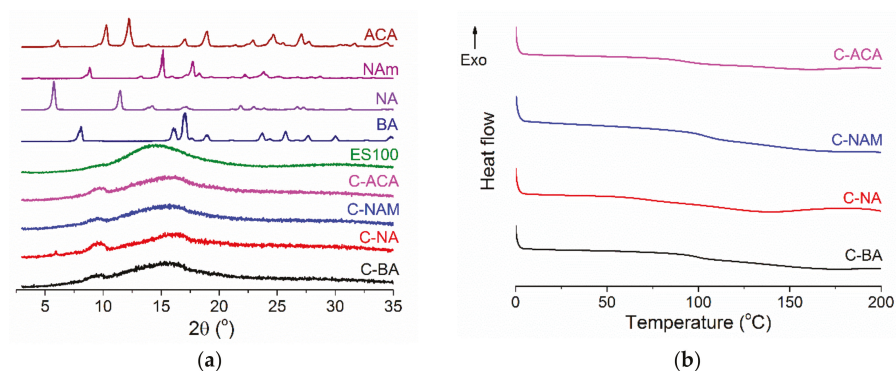 ACA
NAm
NA
BA
ES100
C-ACA
C-NAM
C-NA
C-BA
5 10 15 20 25 30 35
2θ (°)
(a)
Exo
Heat flow
C-ACA
C-NAM
C-NA
C-BA
0 50 100 150 200
Temperature (°C)
(b)